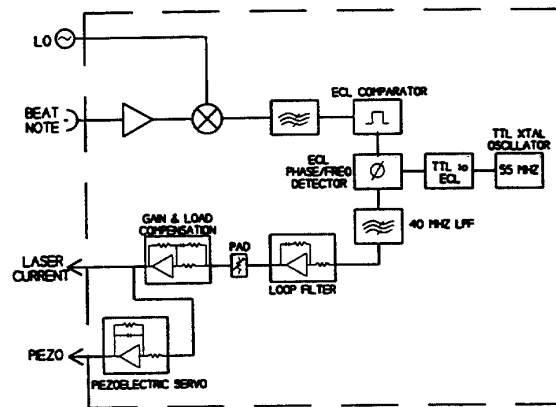 LO
BEAT
NOTE
ECL COMPARATOR
ECL
PHASE/FREQ
DETECTOR
Ø
TTL to
ECL
TTL XTAL
OSCILLATOR
55 MHZ
40 MHZ LPF
GAIN & LOAD
COMPENSATION
PAD
LOOP FILTER
LASER
CURRENT
PIEZO
PIEZOELECTRIC SERVO